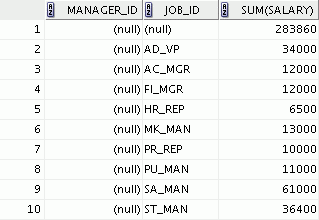 MANAGER_ID JOB_ID SUM(SALARY)
1 (null) (null) 283860
2 (null) AD_VP 34000
3 (null) AC_MGR 12000
4 (null) FI_MGR 12000
5 (null) HR_REP 6500
6 (null) MK_MAN 13000
7 (null) PR_REP 10000
8 (null) PU_MAN 11000
9 (null) SA_MAN 61000
10 (null) ST_MAN 36400